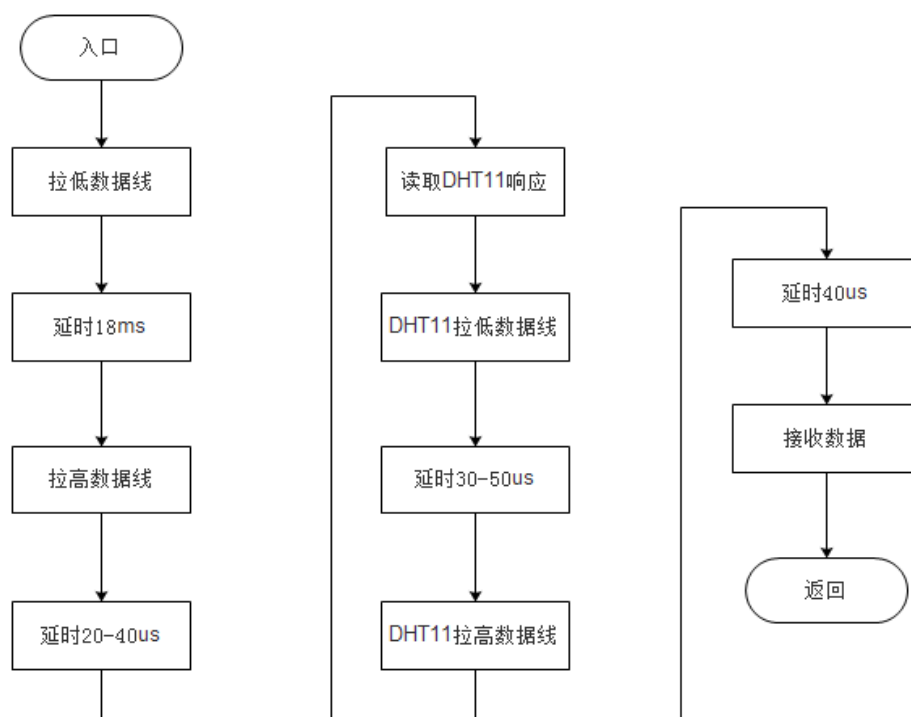 入口
拉低数据线
延时18ms
拉高数据线
延时20-40us
读取DHT11响应
DHT11拉低数据线
延时30-50us
DHT11拉高数据线
延时40us
接收数据
返回